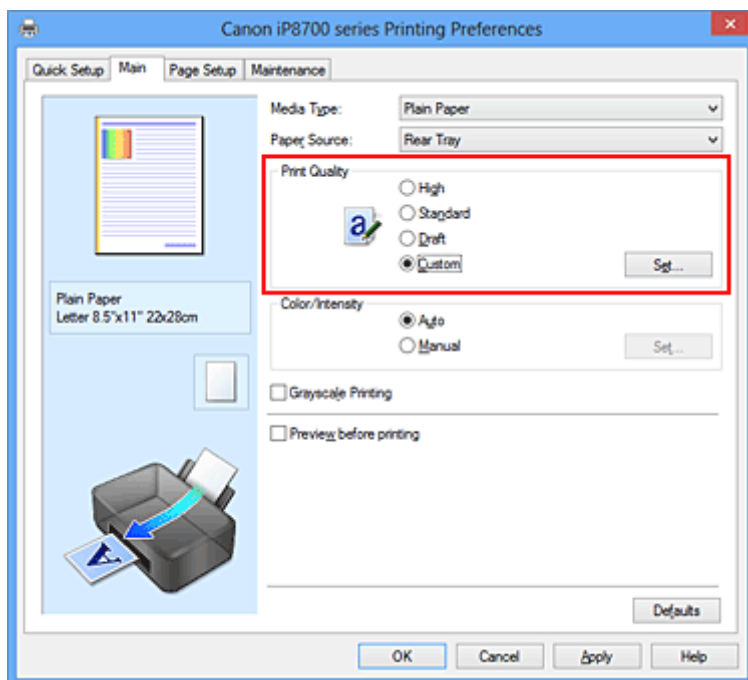 Canon iP8700 series Printing Preferences
Quick Setup Main Page Setup Maintenance
Media Type: Plain Paper
Paper Source: Rear Tray
Print Quality
High
a Standard
Draft
Custom Set...
Plain Paper
Letter 8.5"x11" 22x28cm
Color/Intensity
Auto
Manual Set...
Grayscale Printing
Preview before printing
A
Defaults
OK Cancel Apply Help